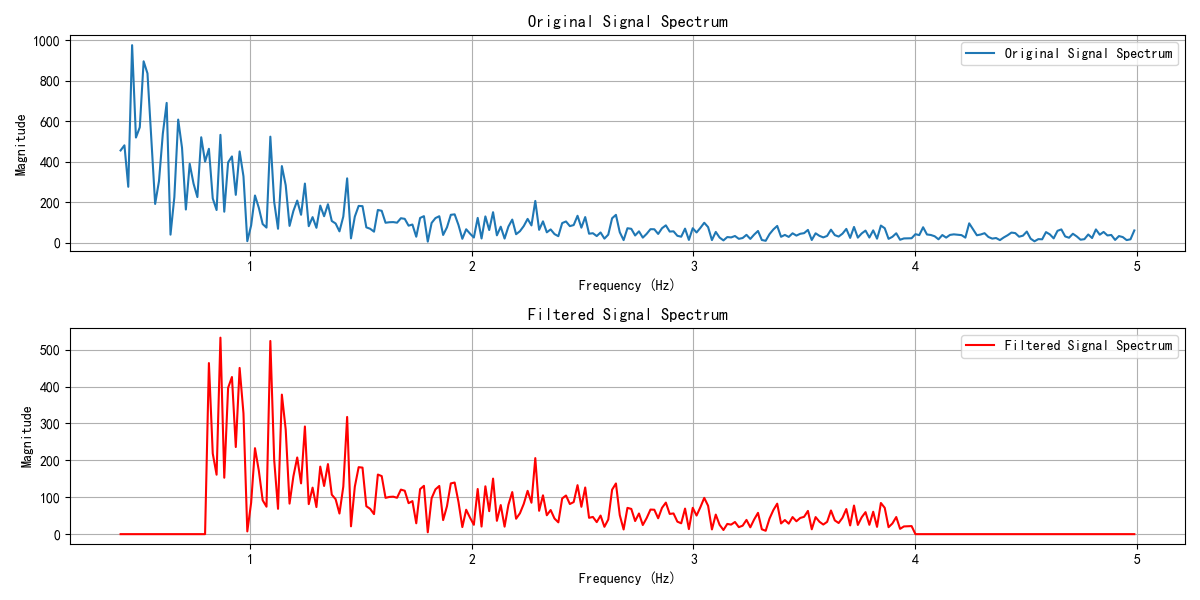 Original Signal Spectrum
1000
800
600
400
200
0
Magnitude
Original Signal Spectrum
1 2 3 4 5
Frequency (Hz)
Filtered Signal Spectrum
500
400
300
200
100
0
Magnitude
Filtered Signal Spectrum
1 2 3 4 5
Frequency (Hz)